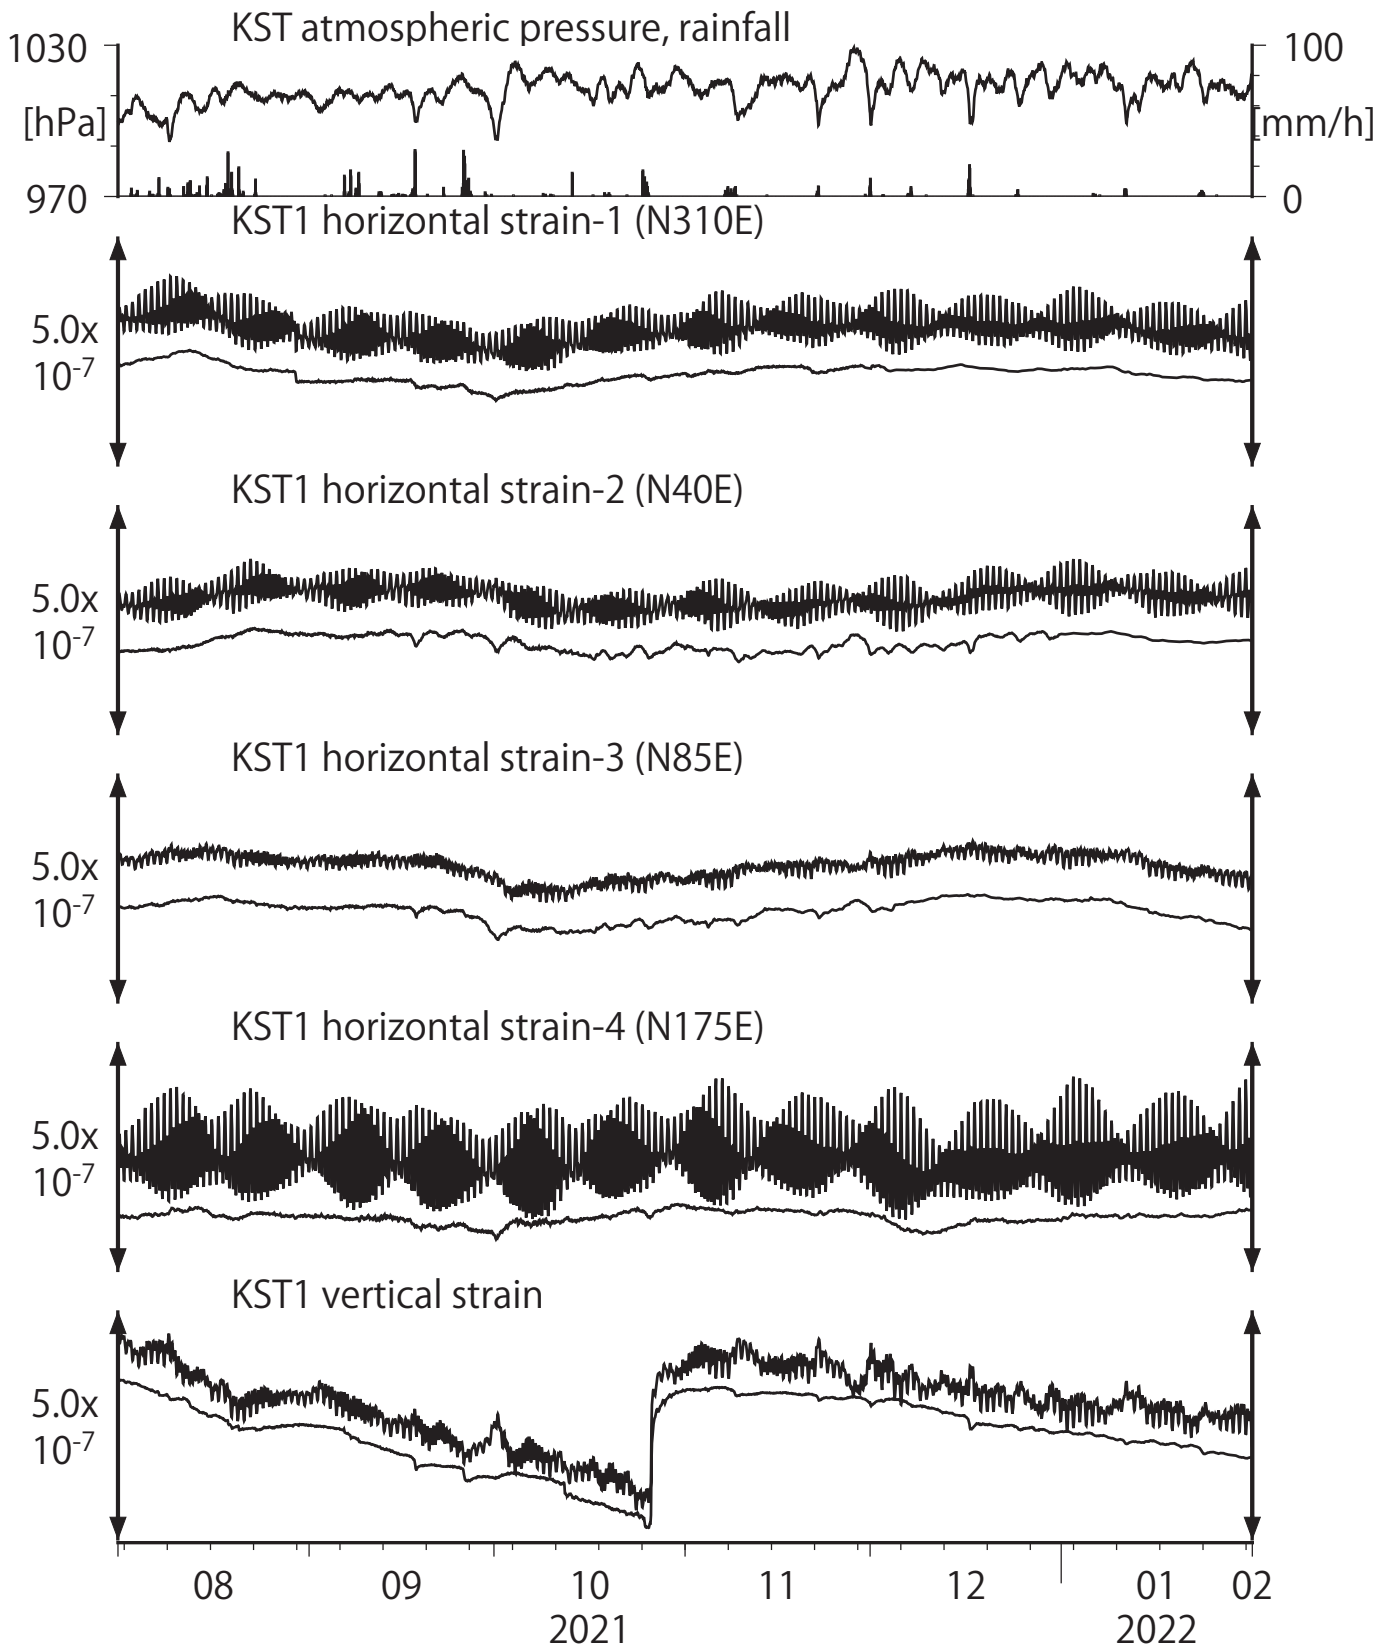 KST atmospheric pressure, rainfall
1030
100
[hPa]
[mm/h]
970
0
KST1 horizontal strain-1 (N310E)
5.0x
10-7
KST1 horizontal strain-2 (N40E)
5.0x
10-7
KST1 horizontal strain-3 (N85E)
5.0x
10-7
KST1 horizontal strain-4 (N175E)
5.0x
10-7
KST1 vertical strain
5.0x
10-7
08 09 10 11 12 01 02
2021 2022